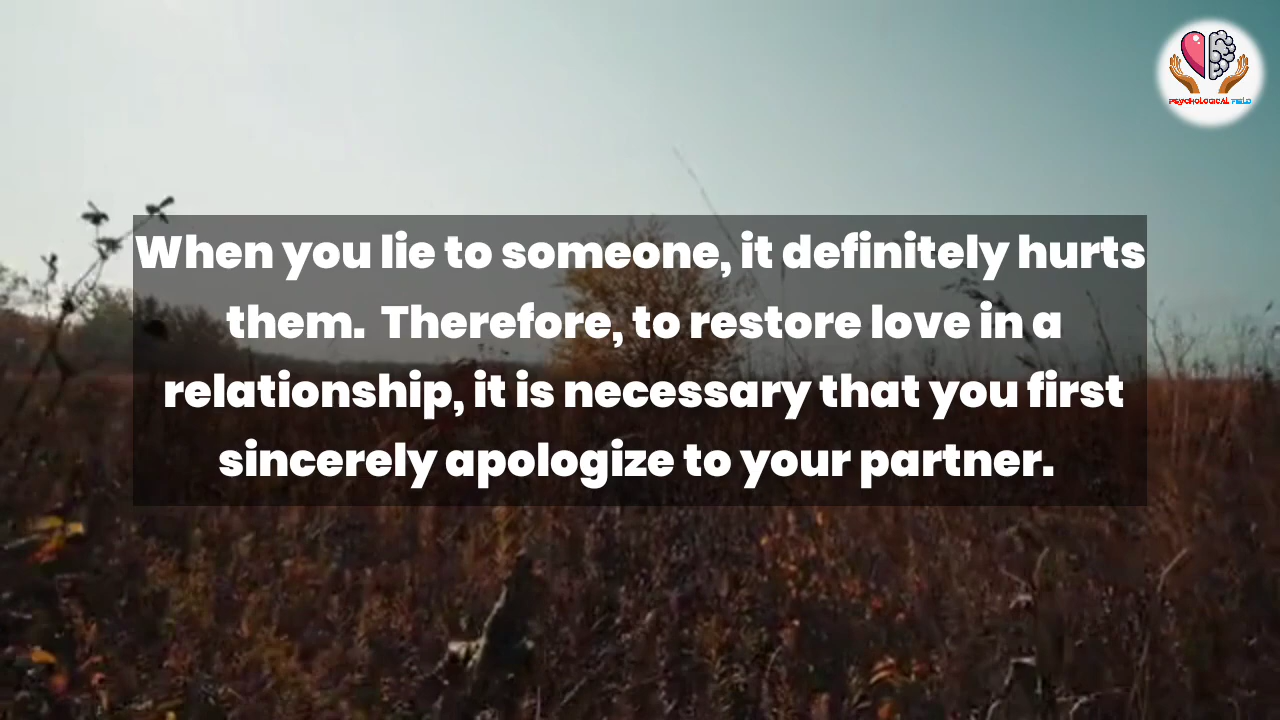 PSYCHOLOGICAL FIELD
When you lie to someone, it definitely hurts
them.  Therefore, to restore love in a
relationship, it is necessary that you first
sincerely apologize to your partner.